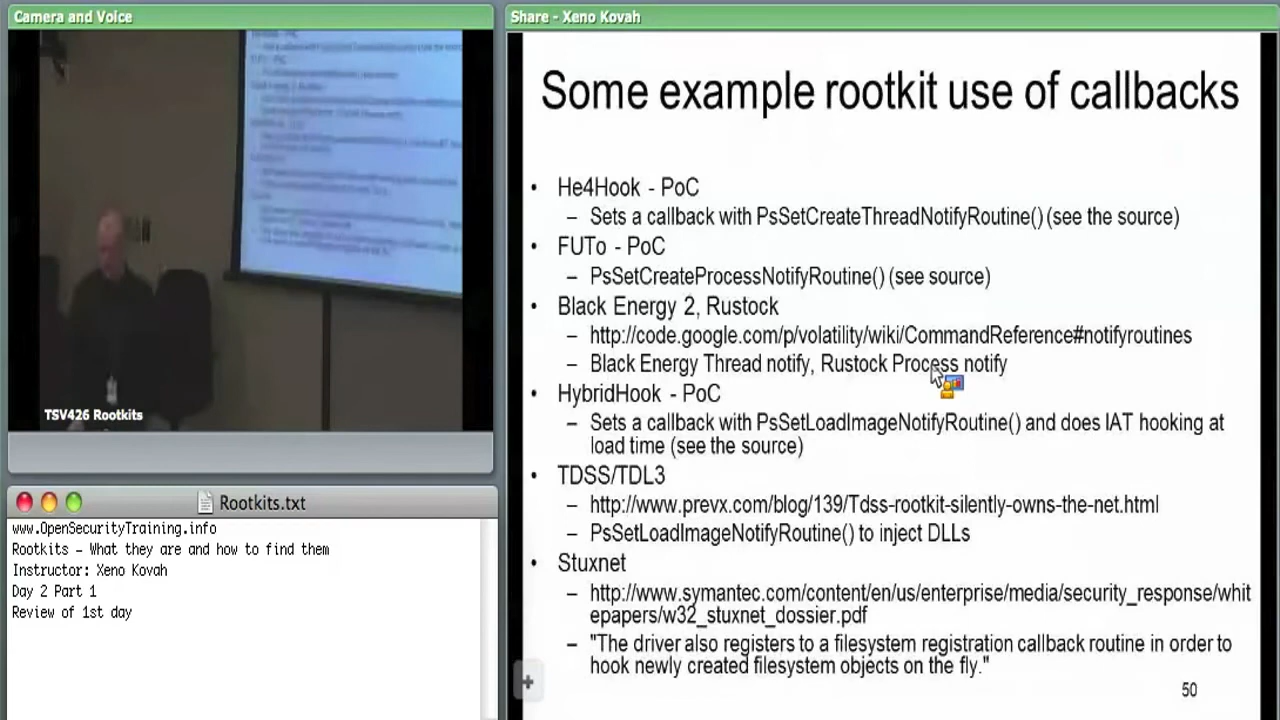 Camera and Voice
TSV426 Rootkits
Rootkits.txt
www.OpenSecurityTraining.info
Rootkits – What they are and how to find them
Instructor: Xeno Kovah
Day 2 Part 1
Review of 1st day
Share - Xeno Kovah
Some example rootkit use of callbacks
• He4Hook - PoC
– Sets a callback with PsSetCreateThreadNotifyRoutine() (see the source)
• FUTo - PoC
– PsSetCreateProcessNotifyRoutine() (see source)
• Black Energy 2, Rustock
– http://code.google.com/p/volatility/wiki/CommandReference#notifyroutines
– Black Energy Thread notify, Rustock Process notify
• HybridHook - PoC
– Sets a callback with PsSetLoadImageNotifyRoutine() and does IAT hooking at
load time (see the source)
• TDSS/TDL3
– http://www.prevx.com/blog/139/Tdss-rootkit-silently-owns-the-net.html
– PsSetLoadImageNotifyRoutine() to inject DLLs
• Stuxnet
– http://www.symantec.com/content/en/us/enterprise/media/security_response/whit
epapers/w32_stuxnet_dossier.pdf
– "The driver also registers to a filesystem registration callback routine in order to
hook newly created filesystem objects on the fly."
50